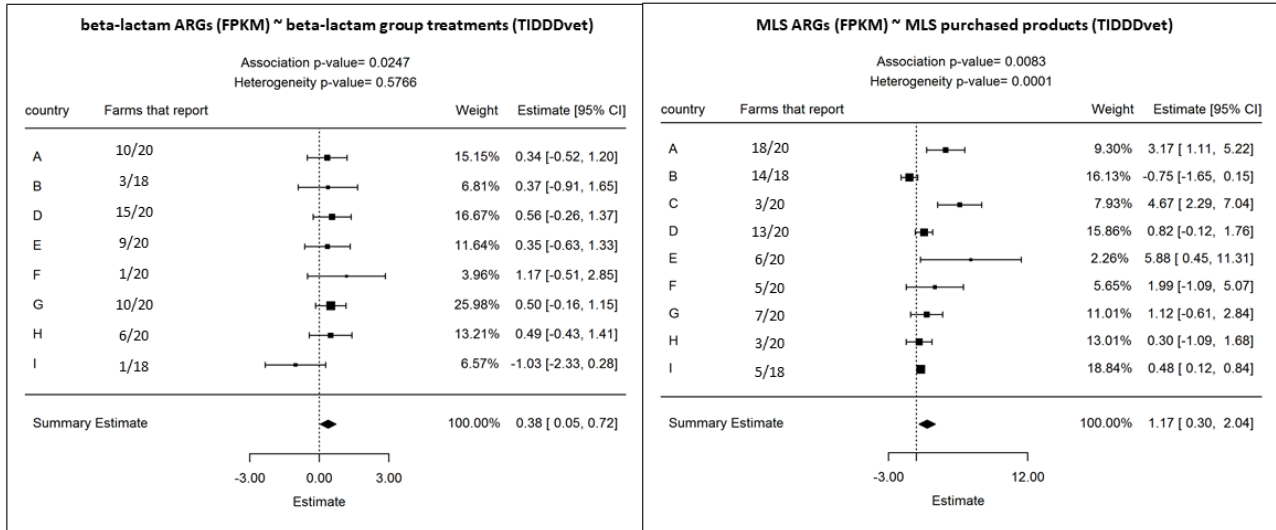 beta-lactam ARGs (FPKM) ~ beta-lactam group treatments (TIDDDvet)
Association p-value= 0.0247
Heterogeneity p-value= 0.5766
country Farms that report Weight Estimate [95% CI]
A 10/20 15.15% 0.34 [-0.52, 1.20]
B 3/18 6.81% 0.37 [-0.91, 1.65]
D 15/20 16.67% 0.56 [-0.26, 1.37]
E 9/20 11.64% 0.35 [-0.63, 1.33]
F 1/20 3.96% 1.17 [-0.51, 2.85]
G 10/20 25.98% 0.50 [-0.16, 1.15]
H 6/20 13.21% 0.49 [-0.43, 1.41]
I 1/18 6.57% -1.03 [-2.33, 0.28]
Summary Estimate 100.00% 0.38 [ 0.05, 0.72]
-3.00 0.00 3.00
Estimate
MLS ARGs (FPKM) ~ MLS purchased products (TIDDDvet)
Association p-value= 0.0083
Heterogeneity p-value= 0.0001
country Farms that report Weight Estimate [95% CI]
A 18/20 9.30% 3.17 [ 1.11, 5.22]
B 14/18 16.13% -0.75 [-1.65, 0.15]
C 3/20 7.93% 4.67 [ 2.29, 7.04]
D 13/20 15.86% 0.82 [-0.12, 1.76]
E 6/20 2.26% 5.88 [ 0.45, 11.31]
F 5/20 5.65% 1.99 [-1.09, 5.07]
G 7/20 11.01% 1.12 [-0.61, 2.84]
H 3/20 13.01% 0.30 [-1.09, 1.68]
I 5/18 18.84% 0.48 [ 0.12, 0.84]
Summary Estimate 100.00% 1.17 [ 0.30, 2.04]
-3.00 12.00
Estimate